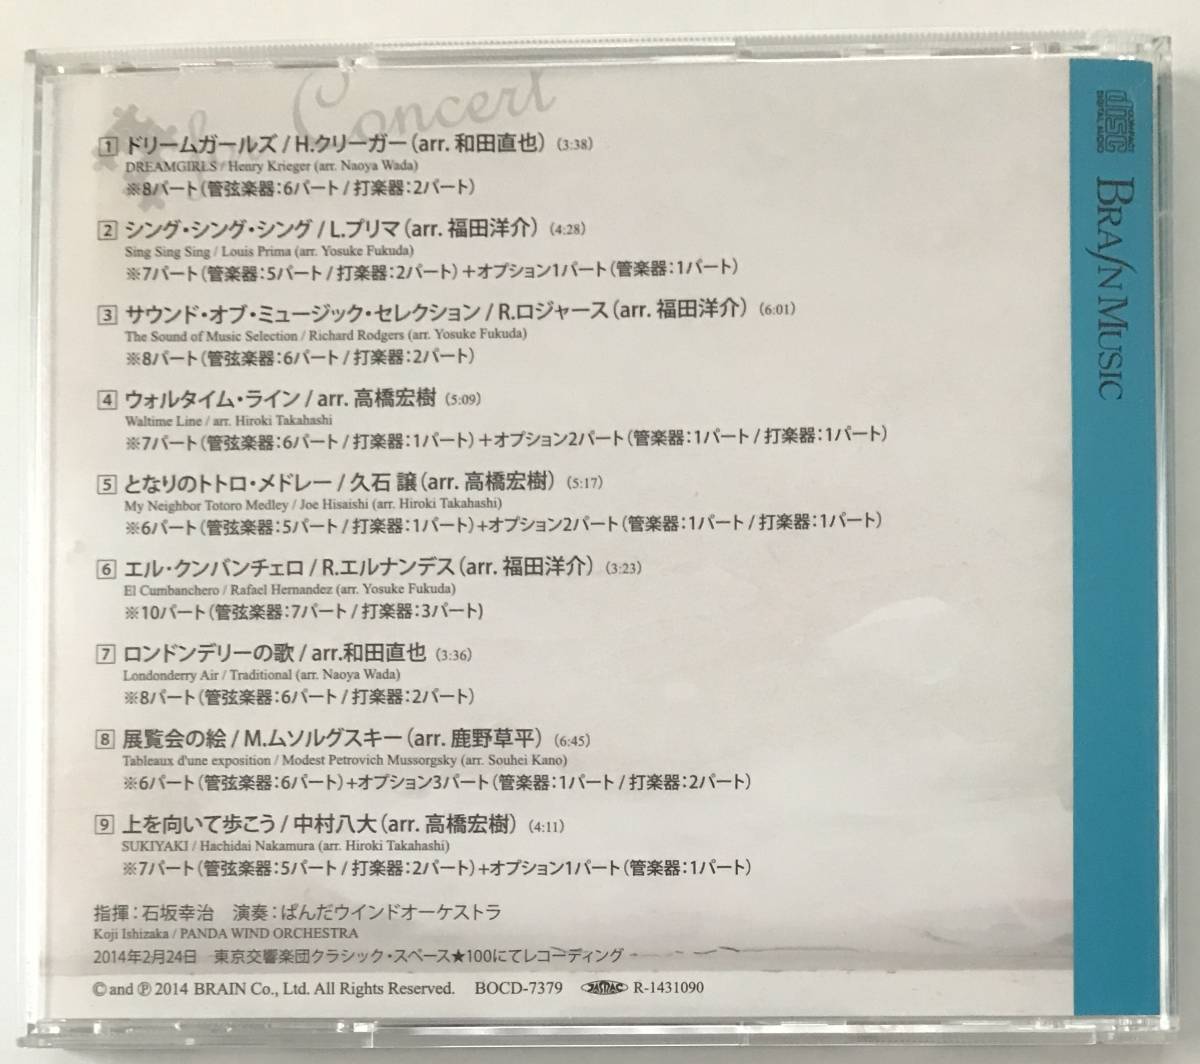 Concert
1 ドリームガールズ / H.クリーガー(arr. 和田直也) (3:38)
DREAMGIRLS / Henry Krieger (arr. Naoya Wada)
※8パート(管弦楽器:6パート / 打楽器:2パート)
2 シング・シング・シング / L.プリマ(arr. 福田洋介) (4:28)
Sing Sing Sing / Louis Prima (arr. Yosuke Fukuda)
※7パート(管楽器:5パート / 打楽器:2パート)+オプション1パート(管楽器:1パート)
3 サウンド・オブ・ミュージック・セレクション / R.ロジャース(arr. 福田洋介) (6:01)
The Sound of Music Selection / Richard Rodgers (arr. Yosuke Fukuda)
※8パート(管弦楽器:6パート / 打楽器:2パート)
4 ウォルタイム・ライン / arr. 高橋宏樹 (5:09)
Waltime Line / arr. Hiroki Takahashi
※7パート(管弦楽器:6パート / 打楽器:1パート)+オプション2パート(管楽器:1パート / 打楽器:1パート)
5 となりのトトロ・メドレー / 久石 譲(arr. 高橋宏樹) (5:17)
My Neighbor Totoro Medley / Joe Hisaishi (arr. Hiroki Takahashi)
※6パート(管弦楽器:5パート / 打楽器:1パート)+オプション2パート(管楽器:1パート / 打楽器:1パート)
6 エル・クンバンチェロ / R.エルナンデス(arr. 福田洋介) (3:23)
El Cumbanchero / Rafael Hernandez (arr. Yosuke Fukuda)
※10パート(管弦楽器:7パート / 打楽器:3パート)
7 ロンドンデリーの歌 / arr.和田直也 (3:36)
Londonderry Air / Traditional (arr. Naoya Wada)
※8パート(管弦楽器:6パート / 打楽器:2パート)
8 展覧会の絵 / M.ムソルグスキー(arr. 鹿野草平) (6:45)
Tableaux d'une exposition / Modest Petrovich Mussorgsky (arr. Souhei Kano)
※6パート(管弦楽器:6パート)+オプション3パート(管楽器:1パート / 打楽器:2パート)
9 上を向いて歩こう / 中村八大(arr. 高橋宏樹) (4:11)
SUKIYAKI / Hachidai Nakamura (arr. Hiroki Takahashi)
※7パート(管弦楽器:5パート / 打楽器:2パート)+オプション1パート(管楽器:1パート)
指揮:石坂幸治 演奏:ぱんだウインドオーケストラ
Koji Ishizaka / PANDA WIND ORCHESTRA
2014年2月24日 東京交響楽団クラシック・スペース★100にてレコーディング
©and ℗ 2014 BRAIN Co., Ltd. All Rights Reserved. BOCD-7379 JASRAC R-1431090
COMPACT disc DIGITAL AUDIO
BRAIN MUSIC